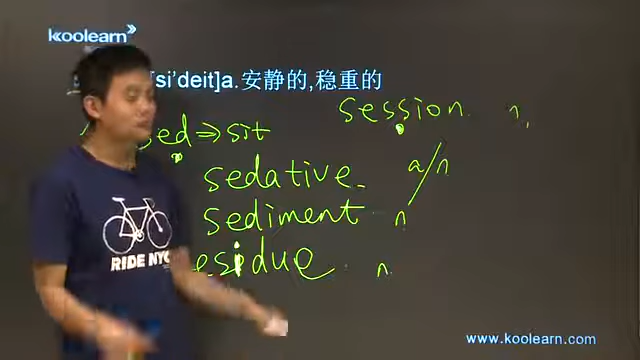 koolearn
[si'deit]a.安静的,稳重的
session n.
sed⇒sit
sedative a/n
sediment n
esidue n
RIDE NYC
www.koolearn.com